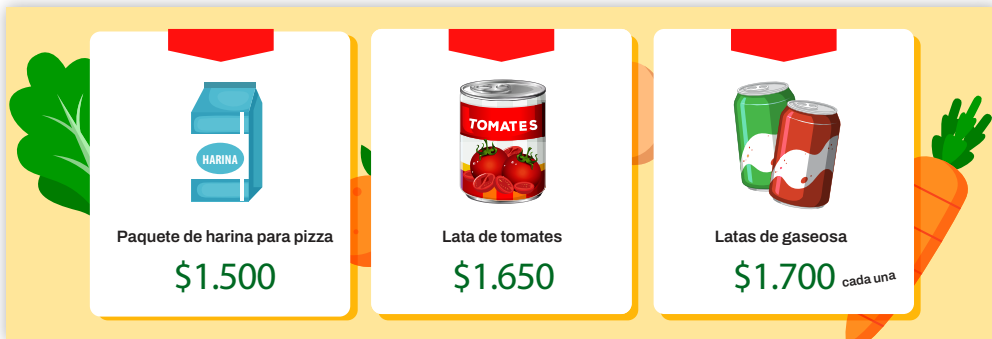 HARINA
Paquete de harina para pizza
$1.500
TOMATES
Lata de tomates
$1.650
Latas de gaseosa
$1.700 cada una